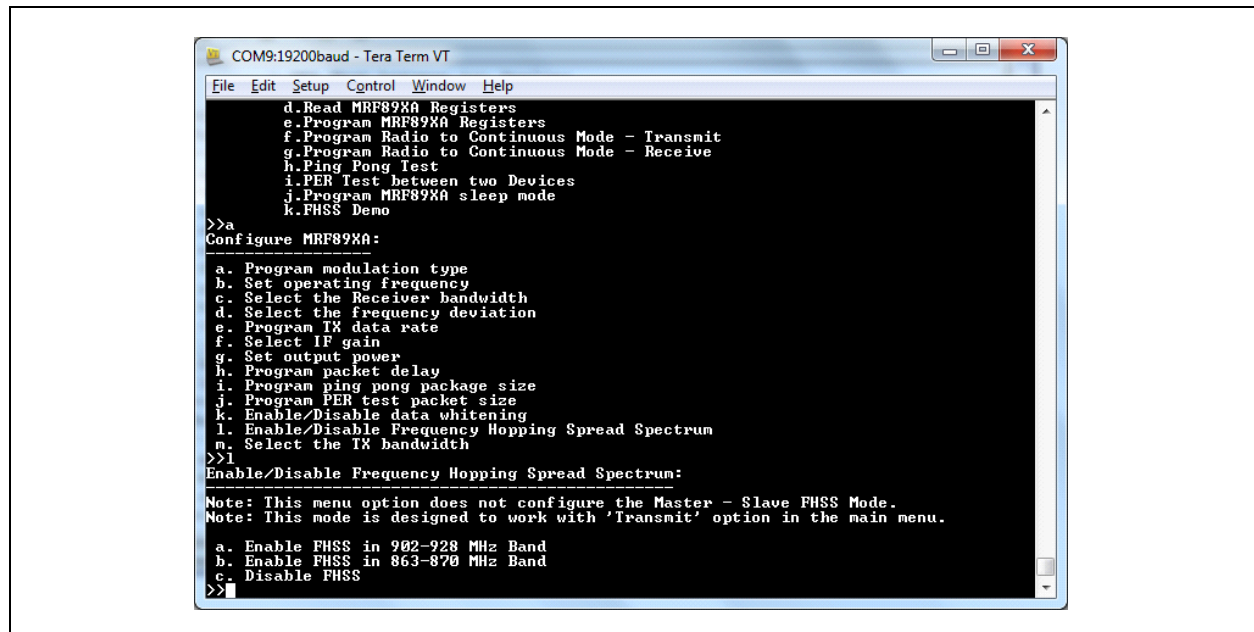 COM9:19200baud - Tera Term VT
File Edit Setup Control Window Help
d.Read MRF89XA Registers
e.Program MRF89XA Registers
f.Program Radio to Continuous Mode - Transmit
g.Program Radio to Continuous Mode - Receive
h.Ping Pong Test
i.PER Test between two Devices
j.Program MRF89XA sleep mode
k.FHSS Demo
>>a
Configure MRF89XA:
------------------
a. Program modulation type
b. Set operating frequency
c. Select the Receiver bandwidth
d. Select the frequency deviation
e. Program TX data rate
f. Select IF gain
g. Set output power
h. Program packet delay
i. Program ping pong package size
j. Program PER test packet size
k. Enable/Disable data whitening
l. Enable/Disable Frequency Hopping Spread Spectrum
m. Select the TX bandwidth
>>l
Enable/Disable Frequency Hopping Spread Spectrum:
---------------------------------------------------
Note: This menu option does not configure the Master - Slave FHSS Mode.
Note: This mode is designed to work with 'Transmit' option in the main menu.
a. Enable FHSS in 902-928 MHz Band
b. Enable FHSS in 863-870 MHz Band
c. Disable FHSS
>>